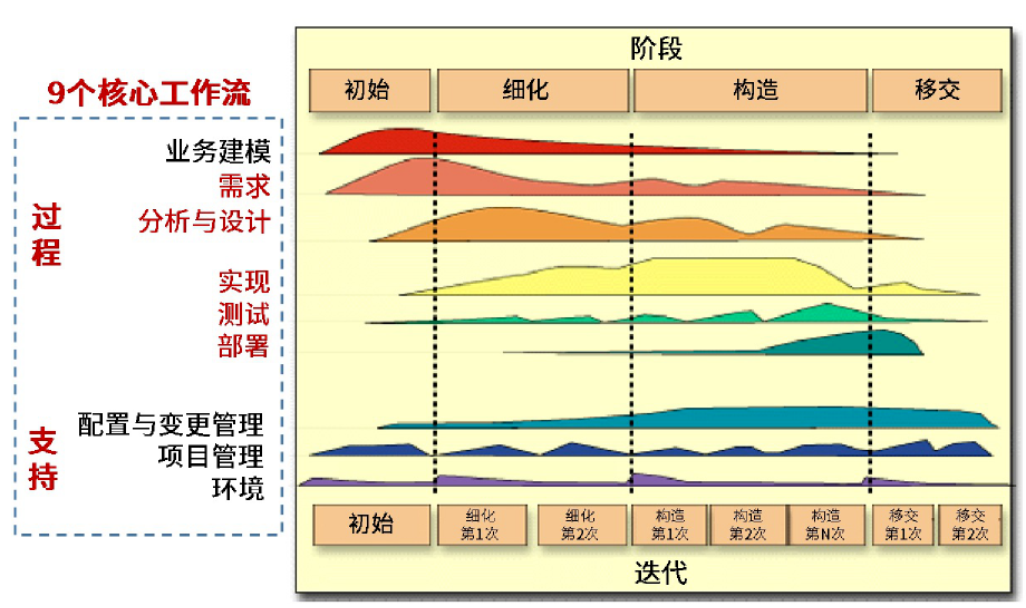 阶段
初始 细化 构造 移交
9个核心工作流
业务建模
需求
过程
分析与设计
实现
测试
部署
配置与变更管理
支持
项目管理
环境
初始 细化 细化 构造 构造 构造 移交 移交
第1次 第2次 第1次 第2次 第N次 第1次 第2次
迭代